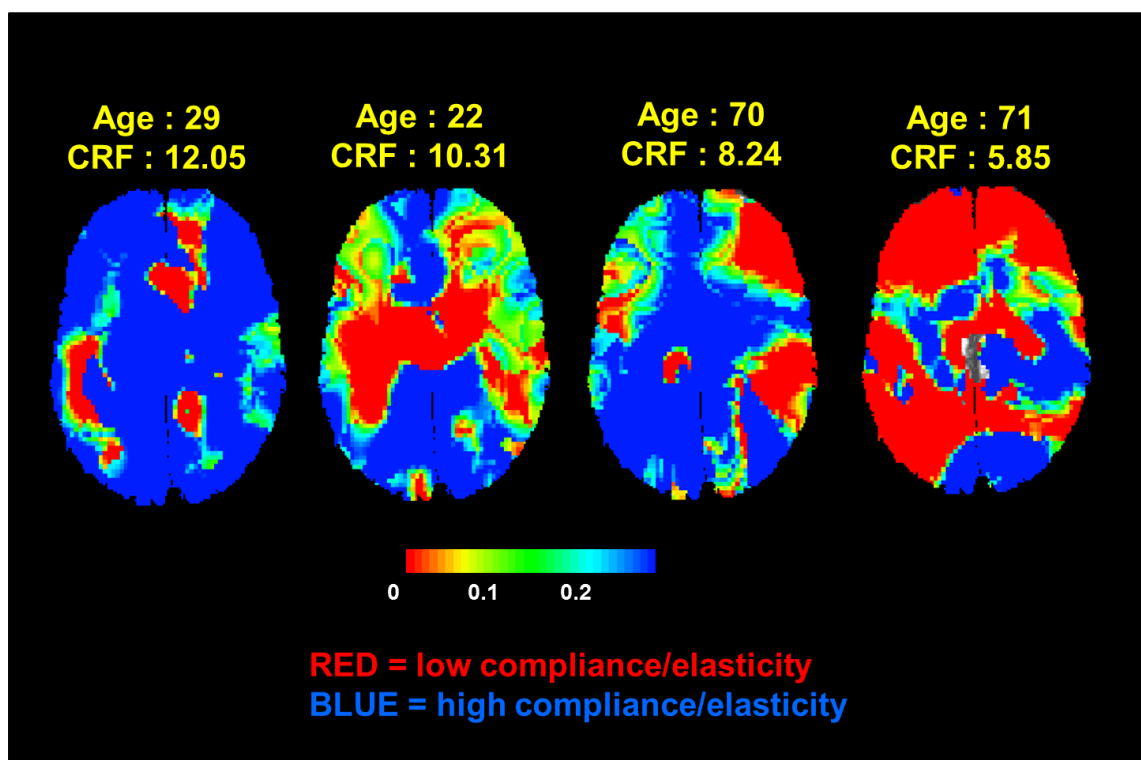 Age : 29
CRF : 12.05
Age : 22
CRF : 10.31
Age : 70
CRF : 8.24
Age : 71
CRF : 5.85
0 0.1 0.2
RED = low compliance/elasticity
BLUE = high compliance/elasticity